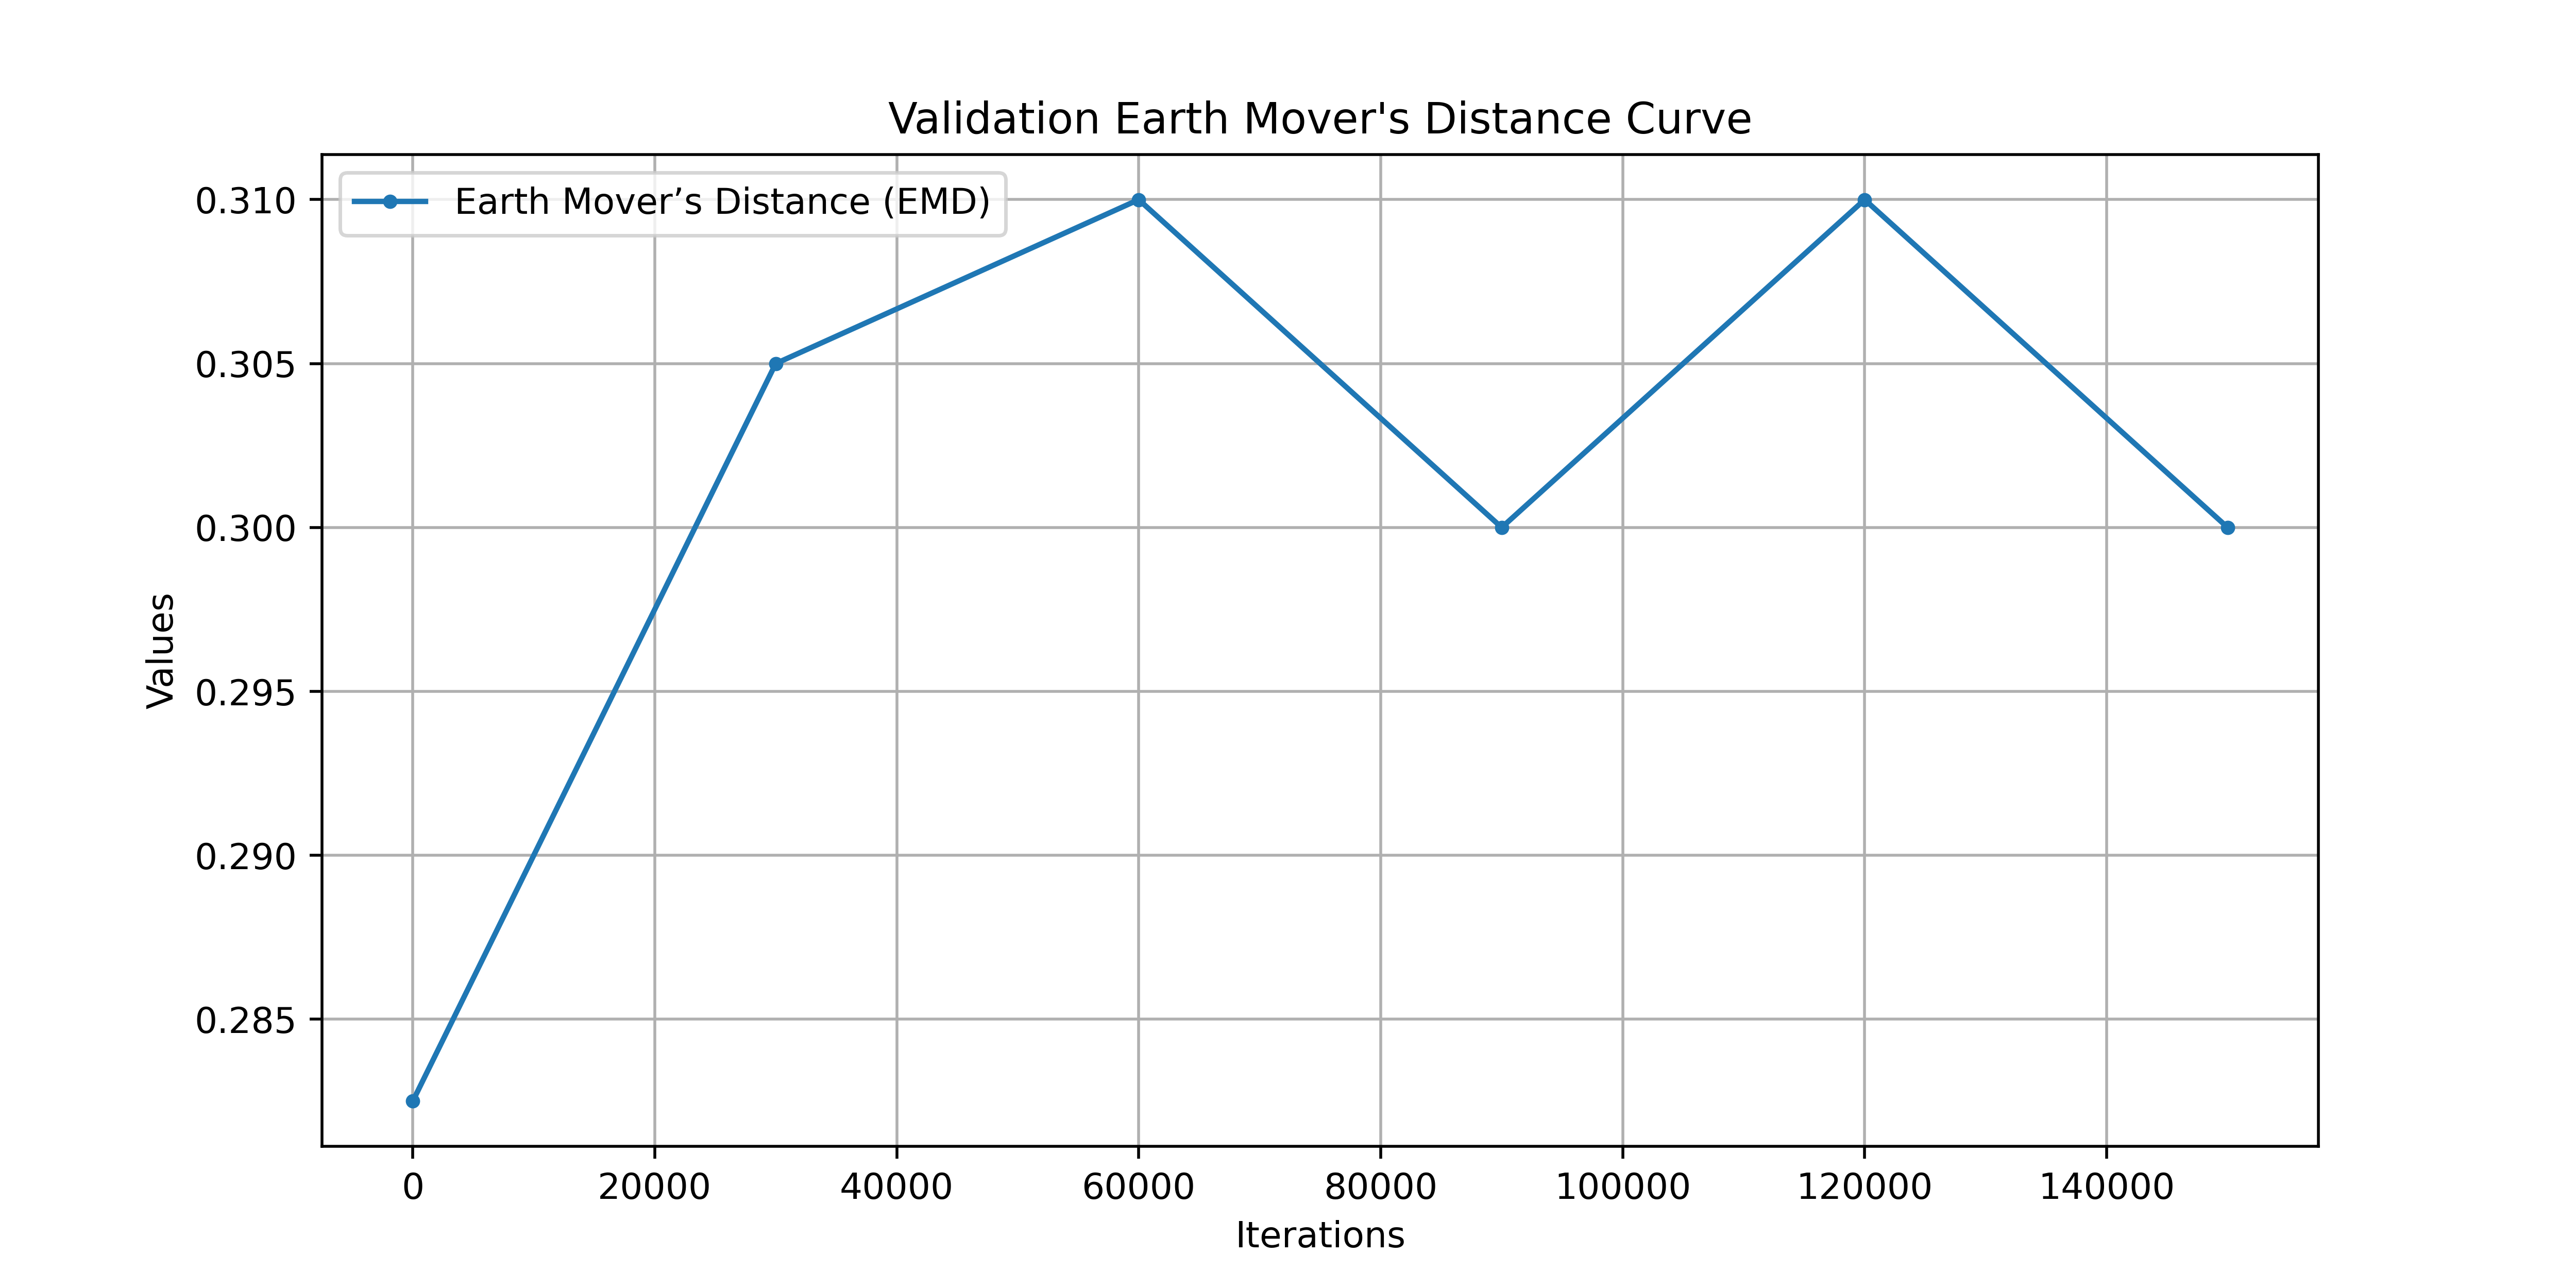 Validation Earth Mover's Distance Curve
Earth Mover’s Distance (EMD)
0.310
0.305
0.300
0.295
0.290
0.285
Values
0 20000 40000 60000 80000 100000 120000 140000
Iterations